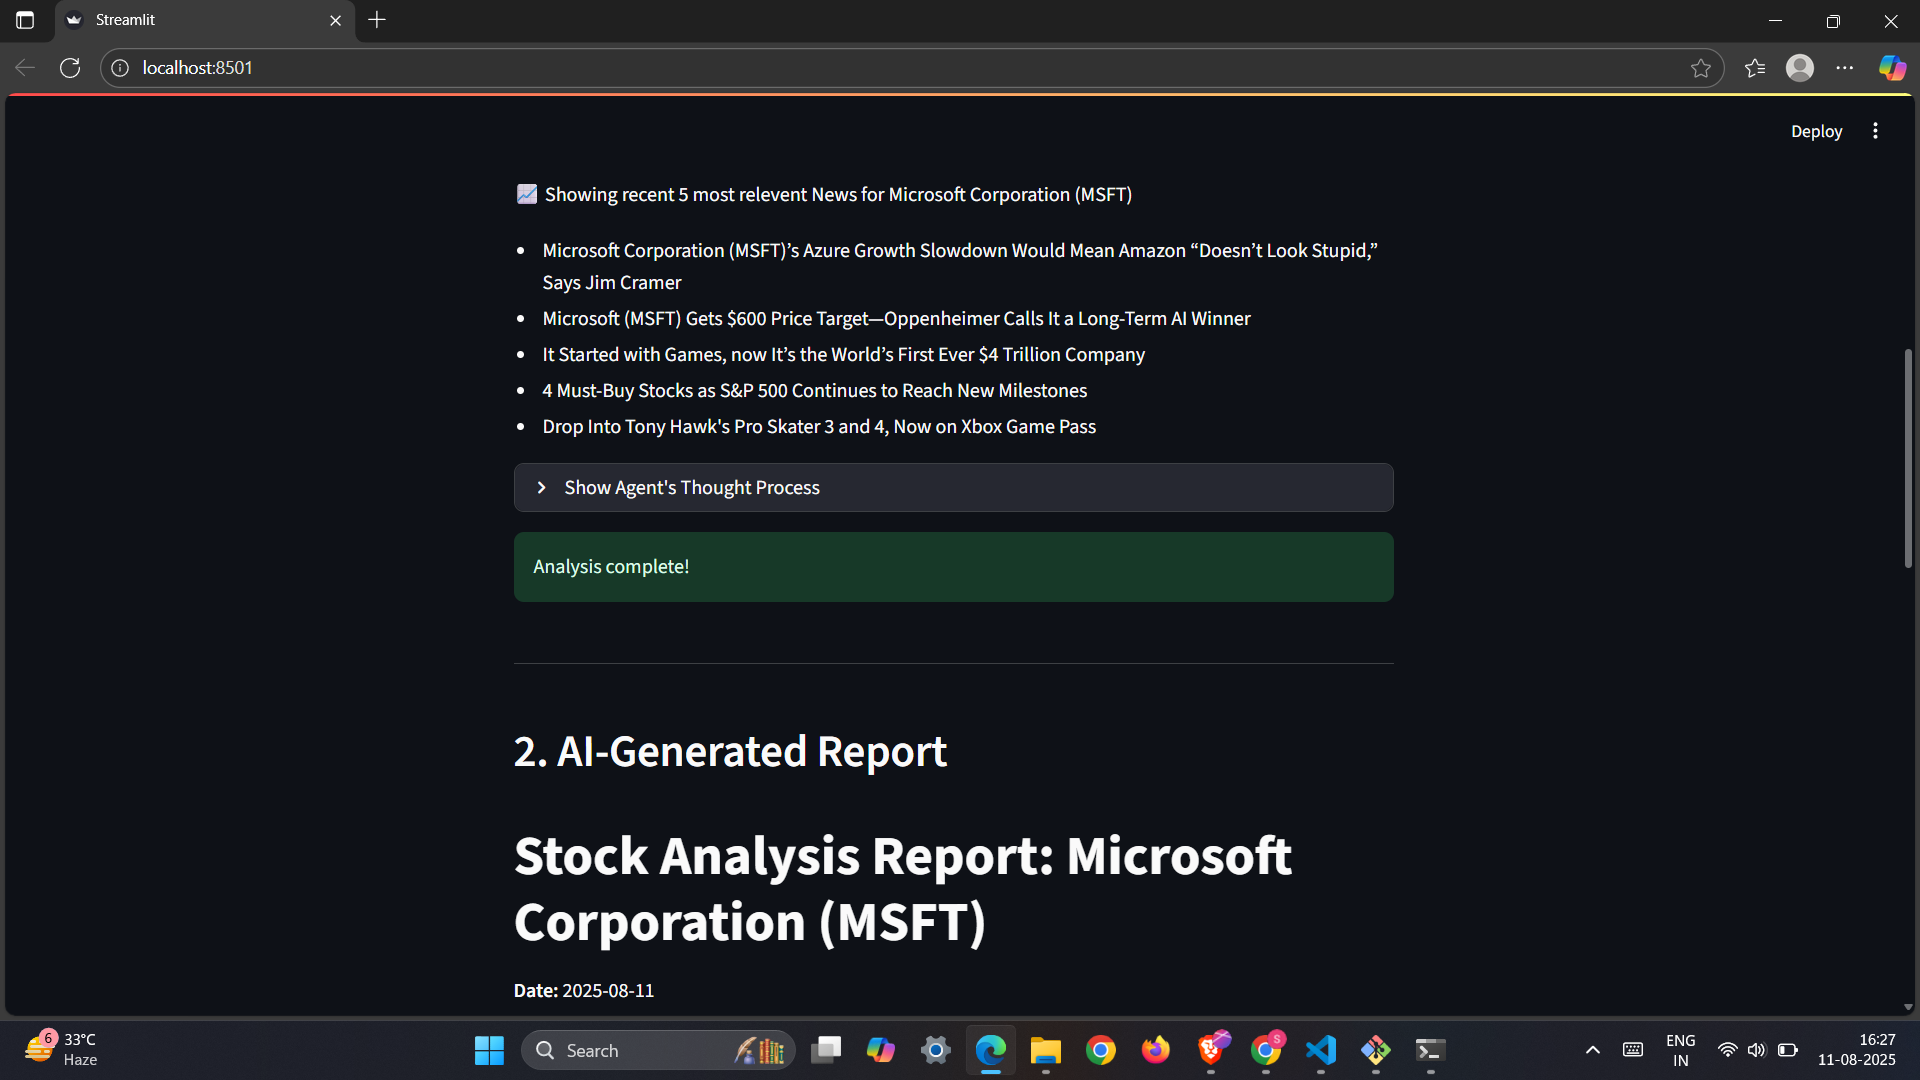 Streamlit
localhost:8501
Deploy
📈 Showing recent 5 most relevent News for Microsoft Corporation (MSFT)
• Microsoft Corporation (MSFT)’s Azure Growth Slowdown Would Mean Amazon “Doesn’t Look Stupid,”
Says Jim Cramer
• Microsoft (MSFT) Gets $600 Price Target—Oppenheimer Calls It a Long-Term AI Winner
• It Started with Games, now It’s the World’s First Ever $4 Trillion Company
• 4 Must-Buy Stocks as S&P 500 Continues to Reach New Milestones
• Drop Into Tony Hawk's Pro Skater 3 and 4, Now on Xbox Game Pass
Show Agent's Thought Process
Analysis complete!
2. AI-Generated Report
Stock Analysis Report: Microsoft
Corporation (MSFT)
Date: 2025-08-11
6
33°C
Haze
Search
S
ENG
IN
16:27
11-08-2025